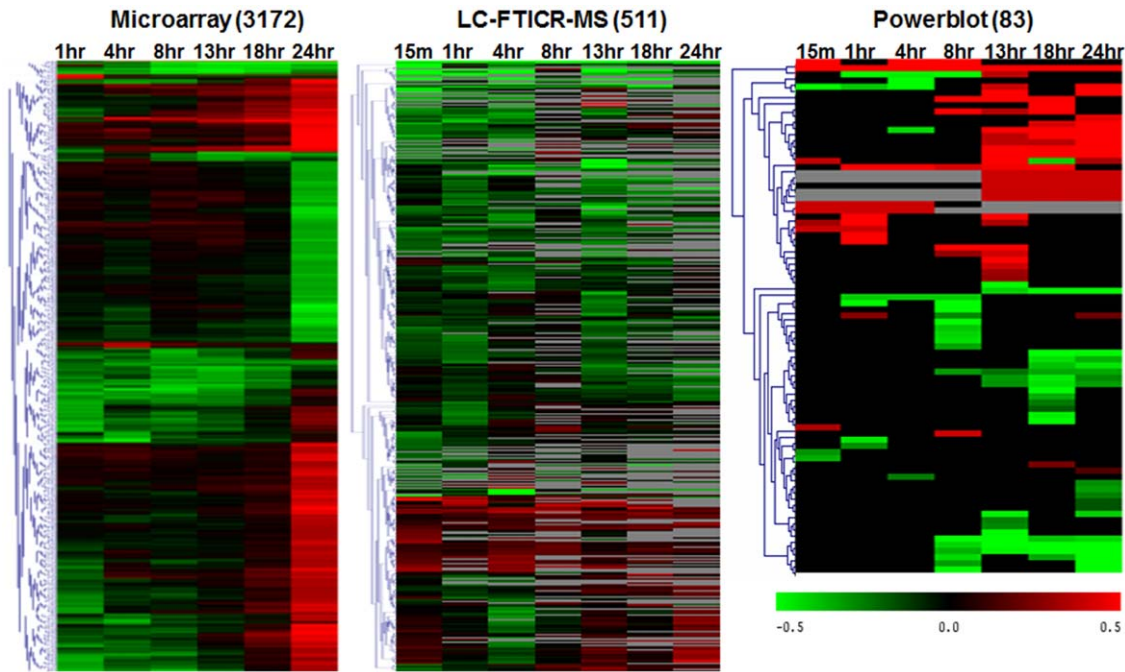 Microarray (3172) LC-FTICR-MS (511) Powerblot (83)
1hr 4hr 8hr 13hr 18hr 24hr 15m 1hr 4hr 8hr 13hr 18hr 24hr 15m 1hr 4hr 8hr 13hr 18hr 24hr
-0.5 0.0 0.5